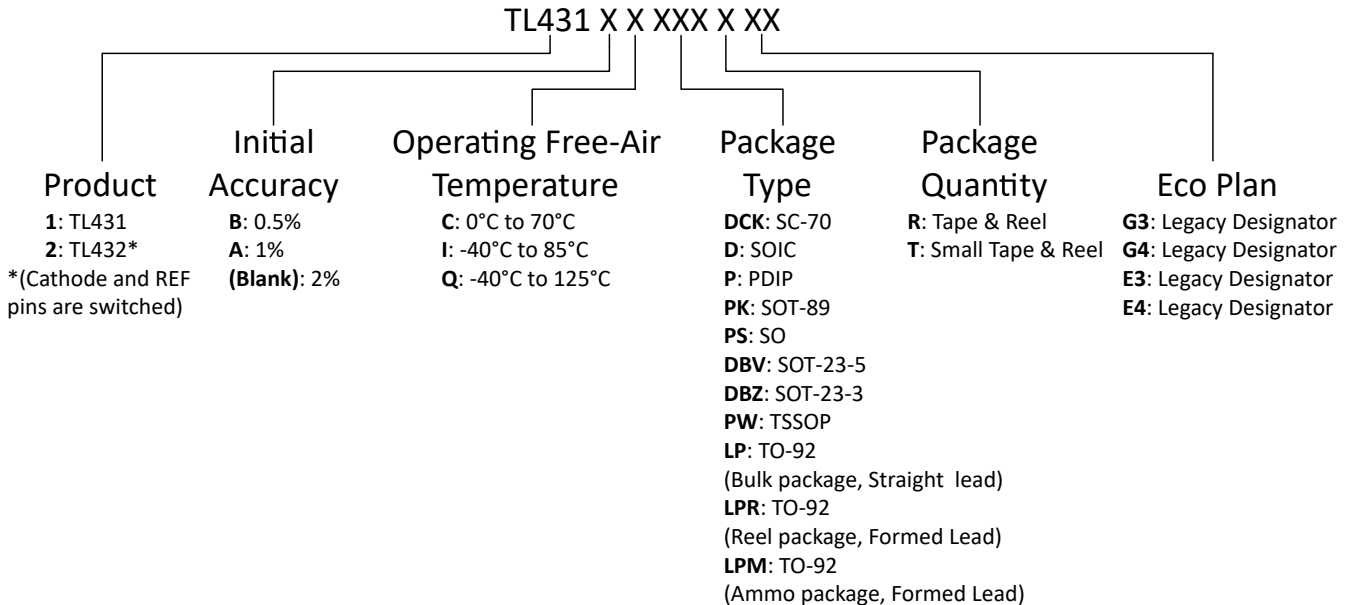 TL431 X X XXX X XX
Product
1: TL431
2: TL432*
*(Cathode and REF
pins are switched)
Initial
Accuracy
B: 0.5%
A: 1%
(Blank): 2%
Operating Free-Air
Temperature
C: 0°C to 70°C
I: -40°C to 85°C
Q: -40°C to 125°C
Package
Type
DCK: SC-70
D: SOIC
P: PDIP
PK: SOT-89
PS: SO
DBV: SOT-23-5
DBZ: SOT-23-3
PW: TSSOP
LP: TO-92
(Bulk package, Straight lead)
LPR: TO-92
(Reel package, Formed Lead)
LPM: TO-92
(Ammo package, Formed Lead)
Package
Quantity
R: Tape & Reel
T: Small Tape & Reel
Eco Plan
G3: Legacy Designator
G4: Legacy Designator
E3: Legacy Designator
E4: Legacy Designator